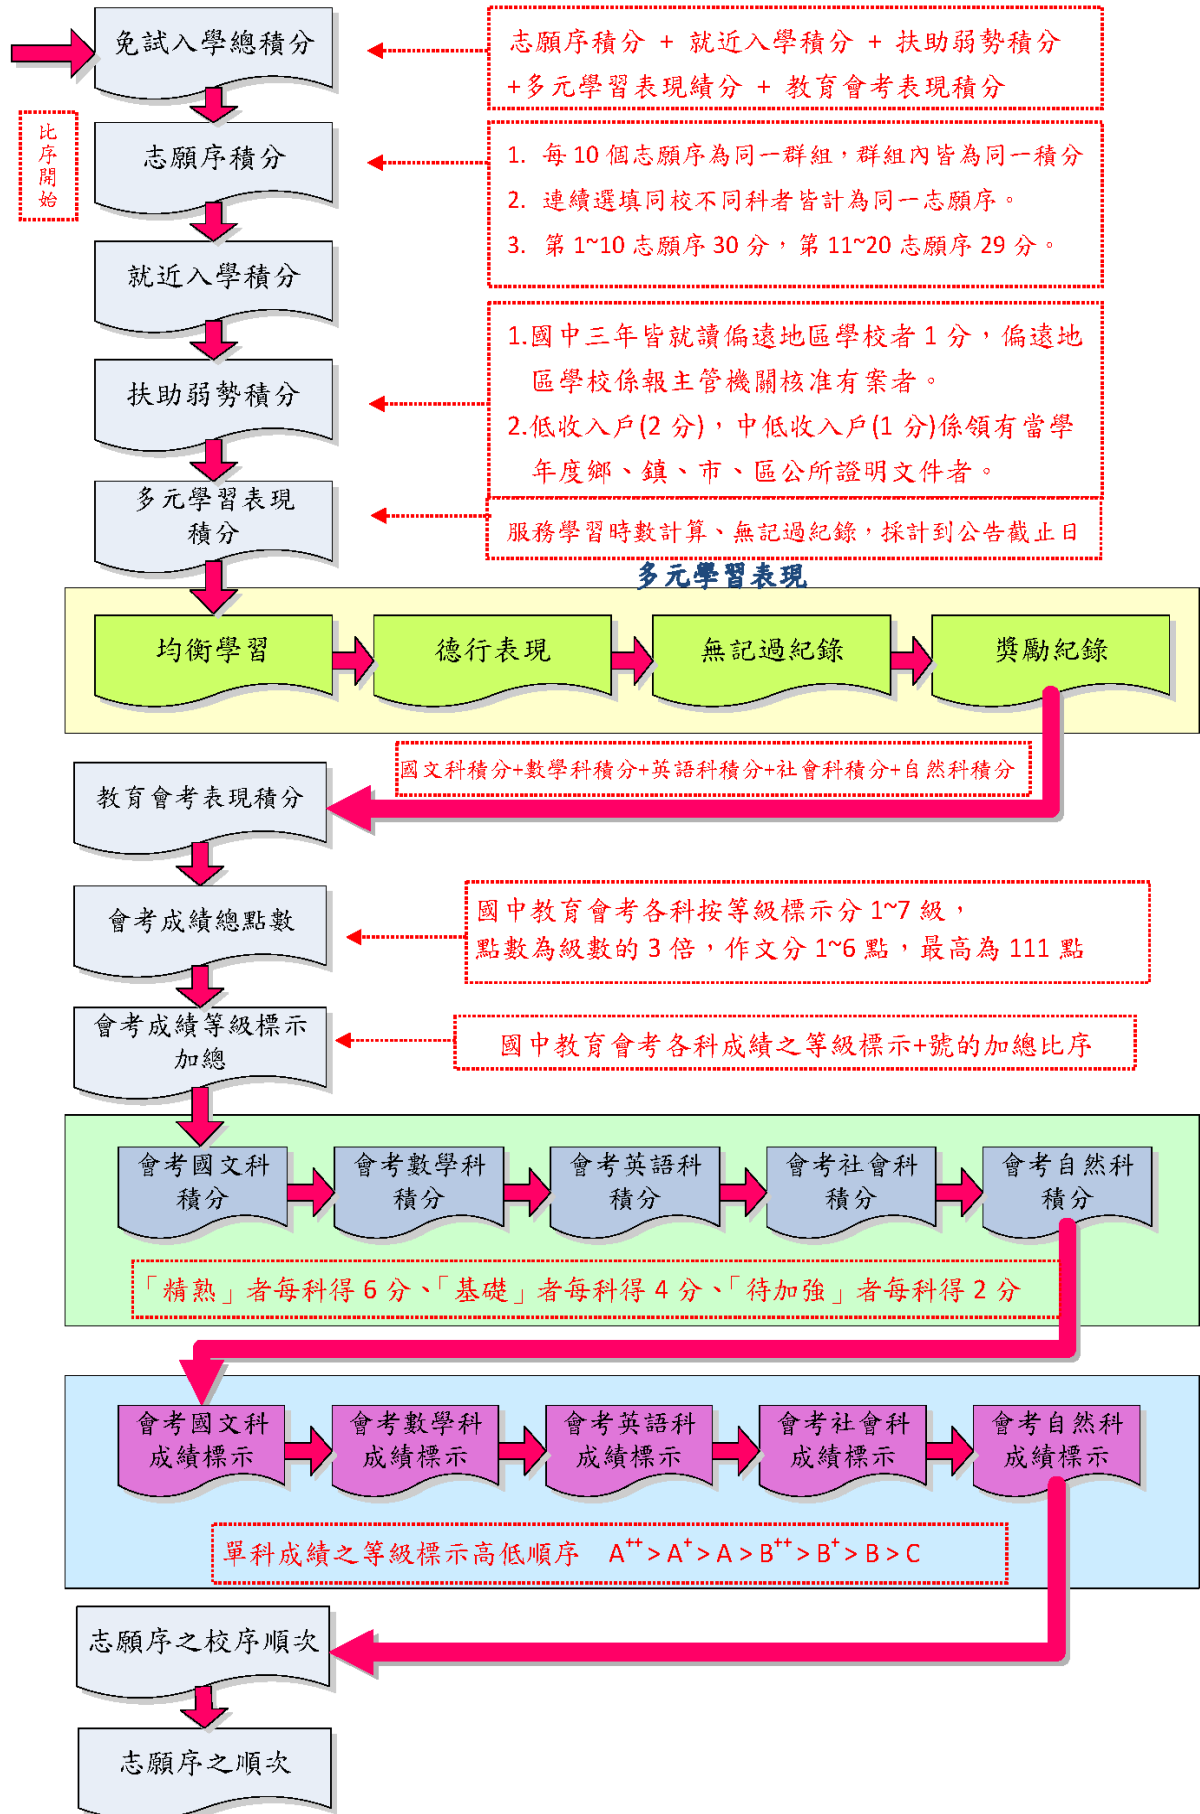 免試入學總積分
志願序積分 + 就近入學積分 + 扶助弱勢積分
+多元學習表現績分 + 教育會考表現積分
比序開始
志願序積分
1. 每 10 個志願序為同一群組，群組內皆為同一積分
2. 連續選填同校不同科者皆計為同一志願序。
3. 第 1~10 志願序 30 分，第 11~20 志願序 29 分。
就近入學積分
扶助弱勢積分
1.國中三年皆就讀偏遠地區學校者 1 分，偏遠地
區學校係報主管機關核准有案者。
2.低收入戶(2 分)，中低收入戶(1 分)係領有當學
年度鄉、鎮、市、區公所證明文件者。
多元學習表現
積分
服務學習時數計算、無記過紀錄，採計到公告截止日
多元學習表現
均衡學習
德行表現
無記過紀錄
獎勵紀錄
國文科積分+數學科積分+英語科積分+社會科積分+自然科積分
教育會考表現積分
會考成績總點數
國中教育會考各科按等級標示分 1~7 級，
點數為級數的 3 倍，作文分 1~6 點，最高為 111 點
會考成績等級標示
加總
國中教育會考各科成績之等級標示+號的加總比序
會考國文科
積分
會考數學科
積分
會考英語科
積分
會考社會科
積分
會考自然科
積分
「精熟」者每科得 6 分、「基礎」者每科得 4 分、「待加強」者每科得 2 分
會考國文科
成績標示
會考數學科
成績標示
會考英語科
成績標示
會考社會科
成績標示
會考自然科
成績標示
單科成績之等級標示高低順序 A⁺⁺ > A⁺ > A > B⁺⁺ > B⁺ > B > C
志願序之校序順次
志願序之順次